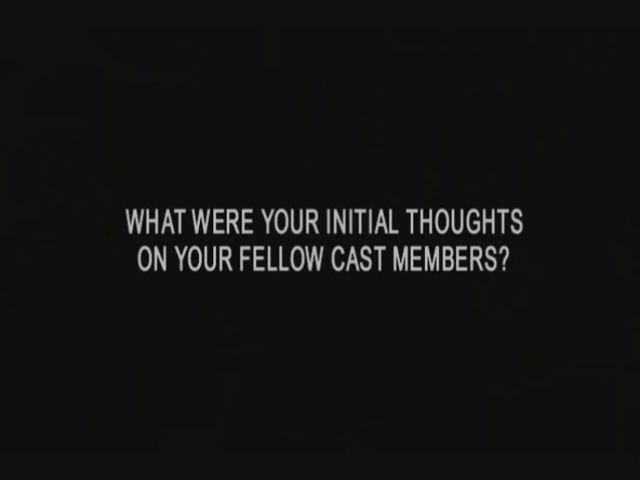 WHAT WERE YOUR INITIAL THOUGHTS
ON YOUR FELLOW CAST MEMBERS?